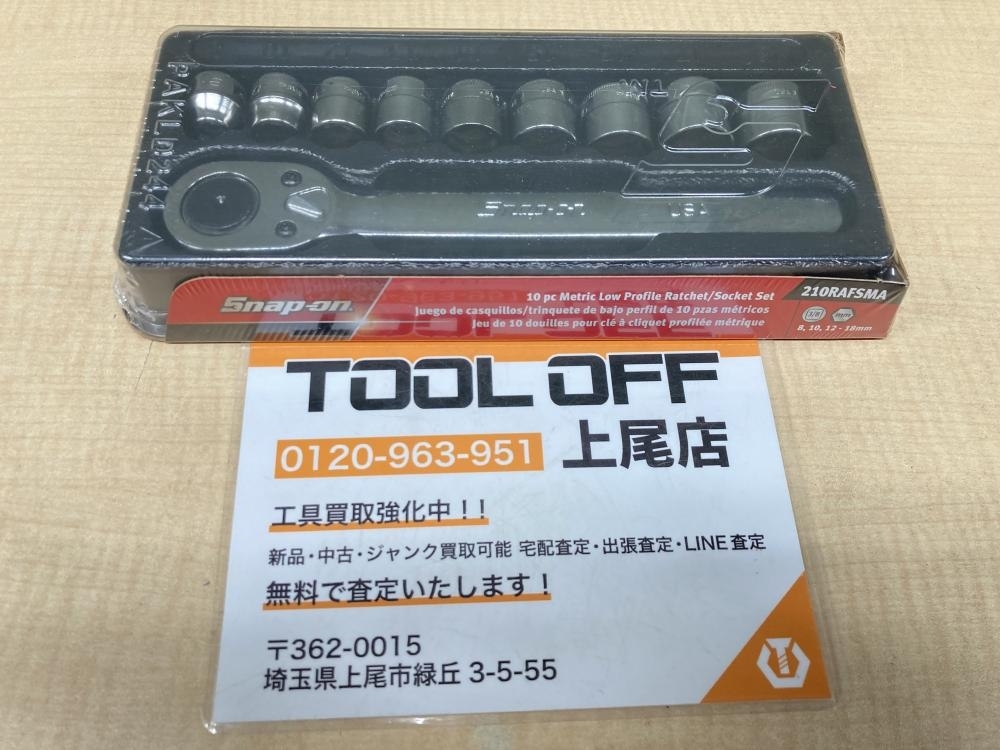 PAKLD244
Snap-on
USA
Snap-on
10 pc Metric Low Profile Ratchet/Socket Set
Juego de casquillos/trinquete de bajo perfil de 10 pzas métricos
Jeu de 10 douilles pour clé à cliquet profilée métrique
210RAFSMA
3/8 mm
8, 10, 12 - 18mm
TOOL OFF
0120-963-951 上尾店
工具買取強化中!!
新品・中古・ジャンク買取可能 宅配査定・出張査定・LINE査定
無料で査定いたします!
〒362-0015
埼玉県上尾市緑丘 3-5-55